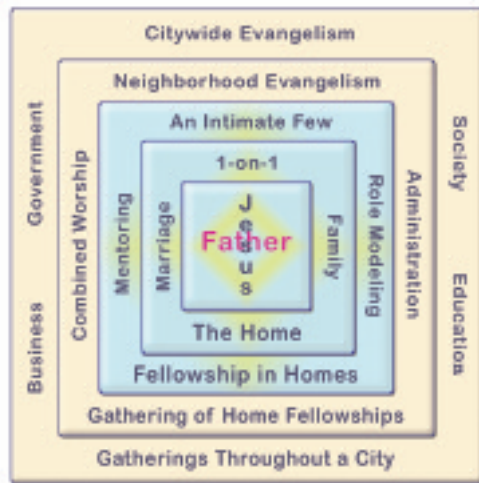 Citywide Evangelism
Neighborhood Evangelism
An Intimate Few
1-on-1
Jesus
Father
Government
Business
Combined Worship
Mentoring
Marriage
Family
Role Modeling
Administration
Society
Education
The Home
Fellowship in Homes
Gathering of Home Fellowships
Gatherings Throughout a City